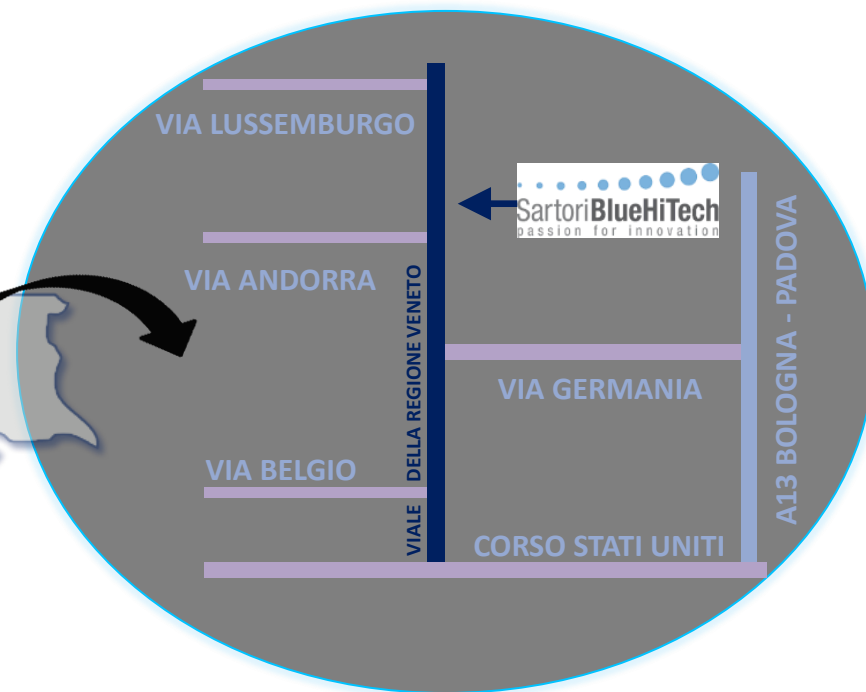 VIA LUSSEMBURGO
SartoriBlueHiTech
passion for innovation
VIA ANDORRA
VIALE DELLA REGIONE VENETO
A13 BOLOGNA - PADOVA
VIA GERMANIA
VIA BELGIO
CORSO STATI UNITI